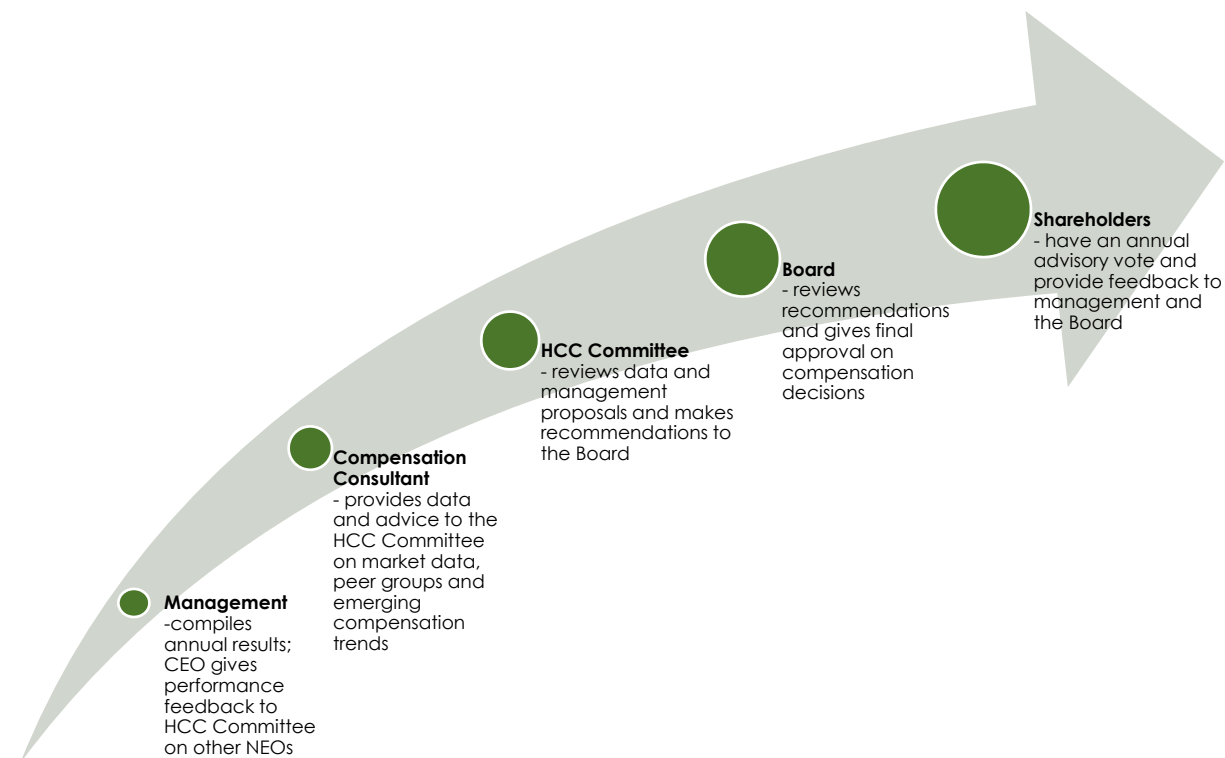 Management
-compiles
annual results;
CEO gives
performance
feedback to
HCC Committee
on other NEOs
Compensation
Consultant
- provides data
and advice to the
HCC Committee
on market data,
peer groups and
emerging
compensation
trends
HCC Committee
- reviews data and
management
proposals and makes
recommendations to
the Board
Board
- reviews
recommendations
and gives final
approval on
compensation
decisions
Shareholders
- have an annual
advisory vote and
provide feedback to
management and
the Board